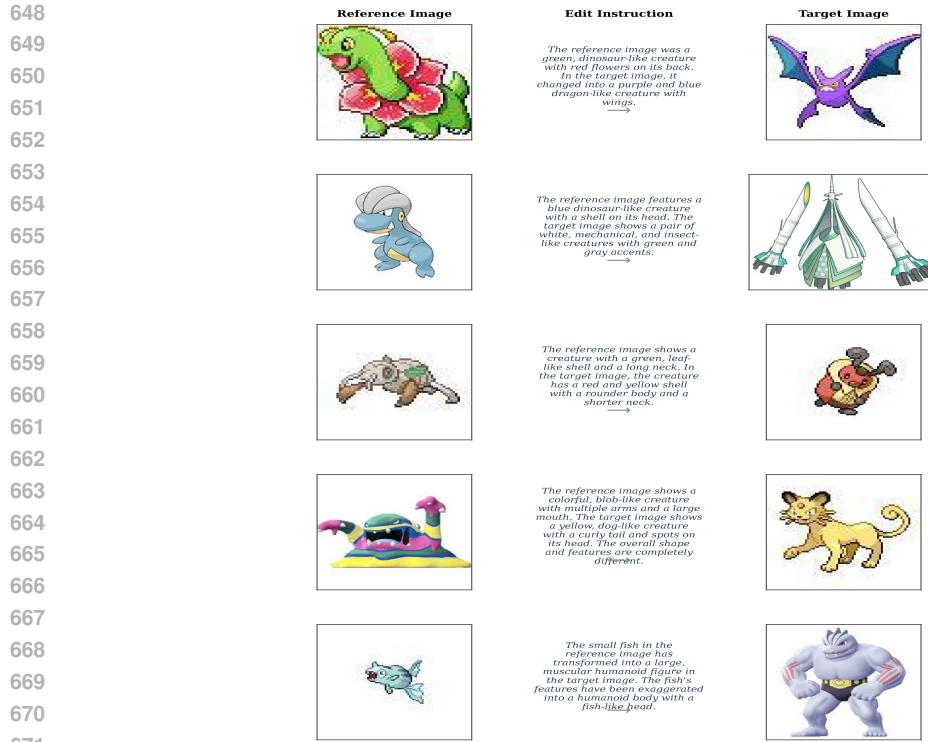 648
649
650
651
652
653
654
655
656
657
658
659
660
661
662
663
664
665
666
667
668
669
670
671
Reference Image
Edit Instruction
Target Image
The reference image was a
green, dinosaur-like creature
with red flowers on its back.
In the target image, it
changed into a purple and blue
dragon-like creature with
wings.
The reference image features a
blue dinosaur-like creature
with a shell on its head. The
target image shows a pair of
white, mechanical, and insect-
like creatures with green and
gray accents.
The reference image shows a
creature with a green, leaf-
like shell and a long neck. In
the target image, the creature
has a red and yellow shell
with a rounder body and a
shorter neck.
The reference image shows a
colorful, blob-like creature
with multiple arms and a large
mouth. The target image shows
a yellow, dog-like creature
with a curly tail and spots on
its head. The overall shape
and features are completely
different.
The small fish in the
reference image has
transformed into a large,
muscular humanoid figure in
the target image. The fish's
features have been exaggerated
into a humanoid body with a
fish-like head.